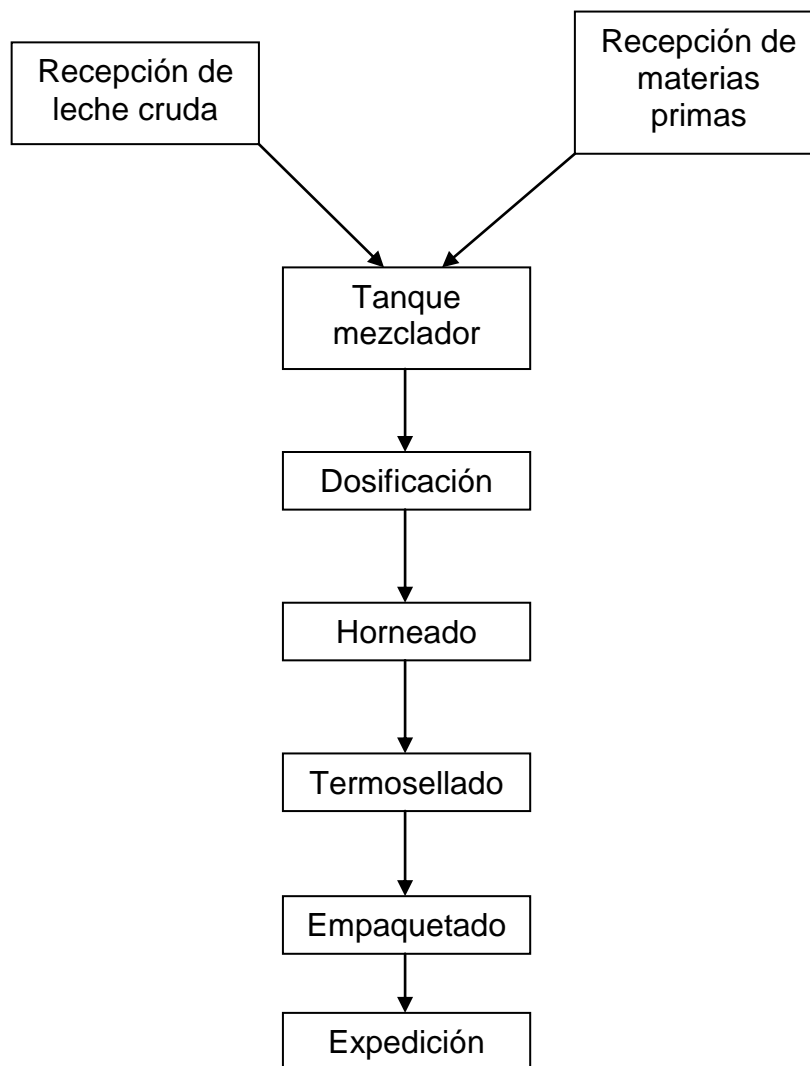 Recepción de
leche cruda
Recepción de
materias
primas
Tanque
mezclador
Dosificación
Horneado
Termosellado
Empaquetado
Expedición